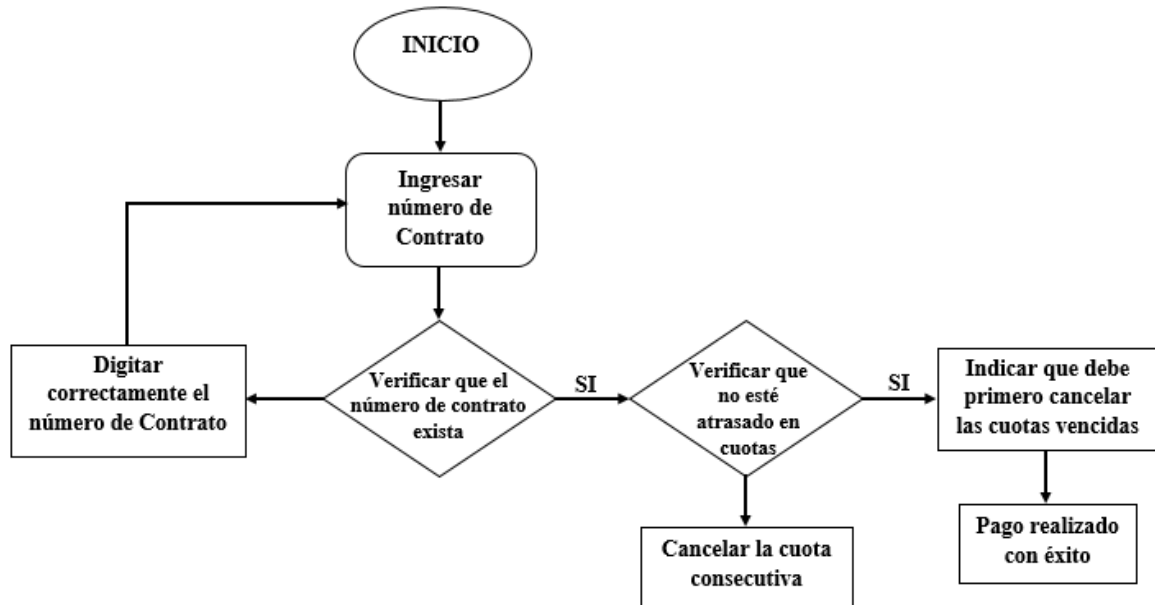 INICIO
Ingresar
número de
Contrato
Digitar
correctamente el
número de Contrato
Verificar que el
número de contrato
exista
SI
Verificar que
no esté
atrasado en
cuotas
SI
Indicar que debe
primero cancelar
las cuotas vencidas
Cancelar la cuota
consecutiva
Pago realizado
con éxito